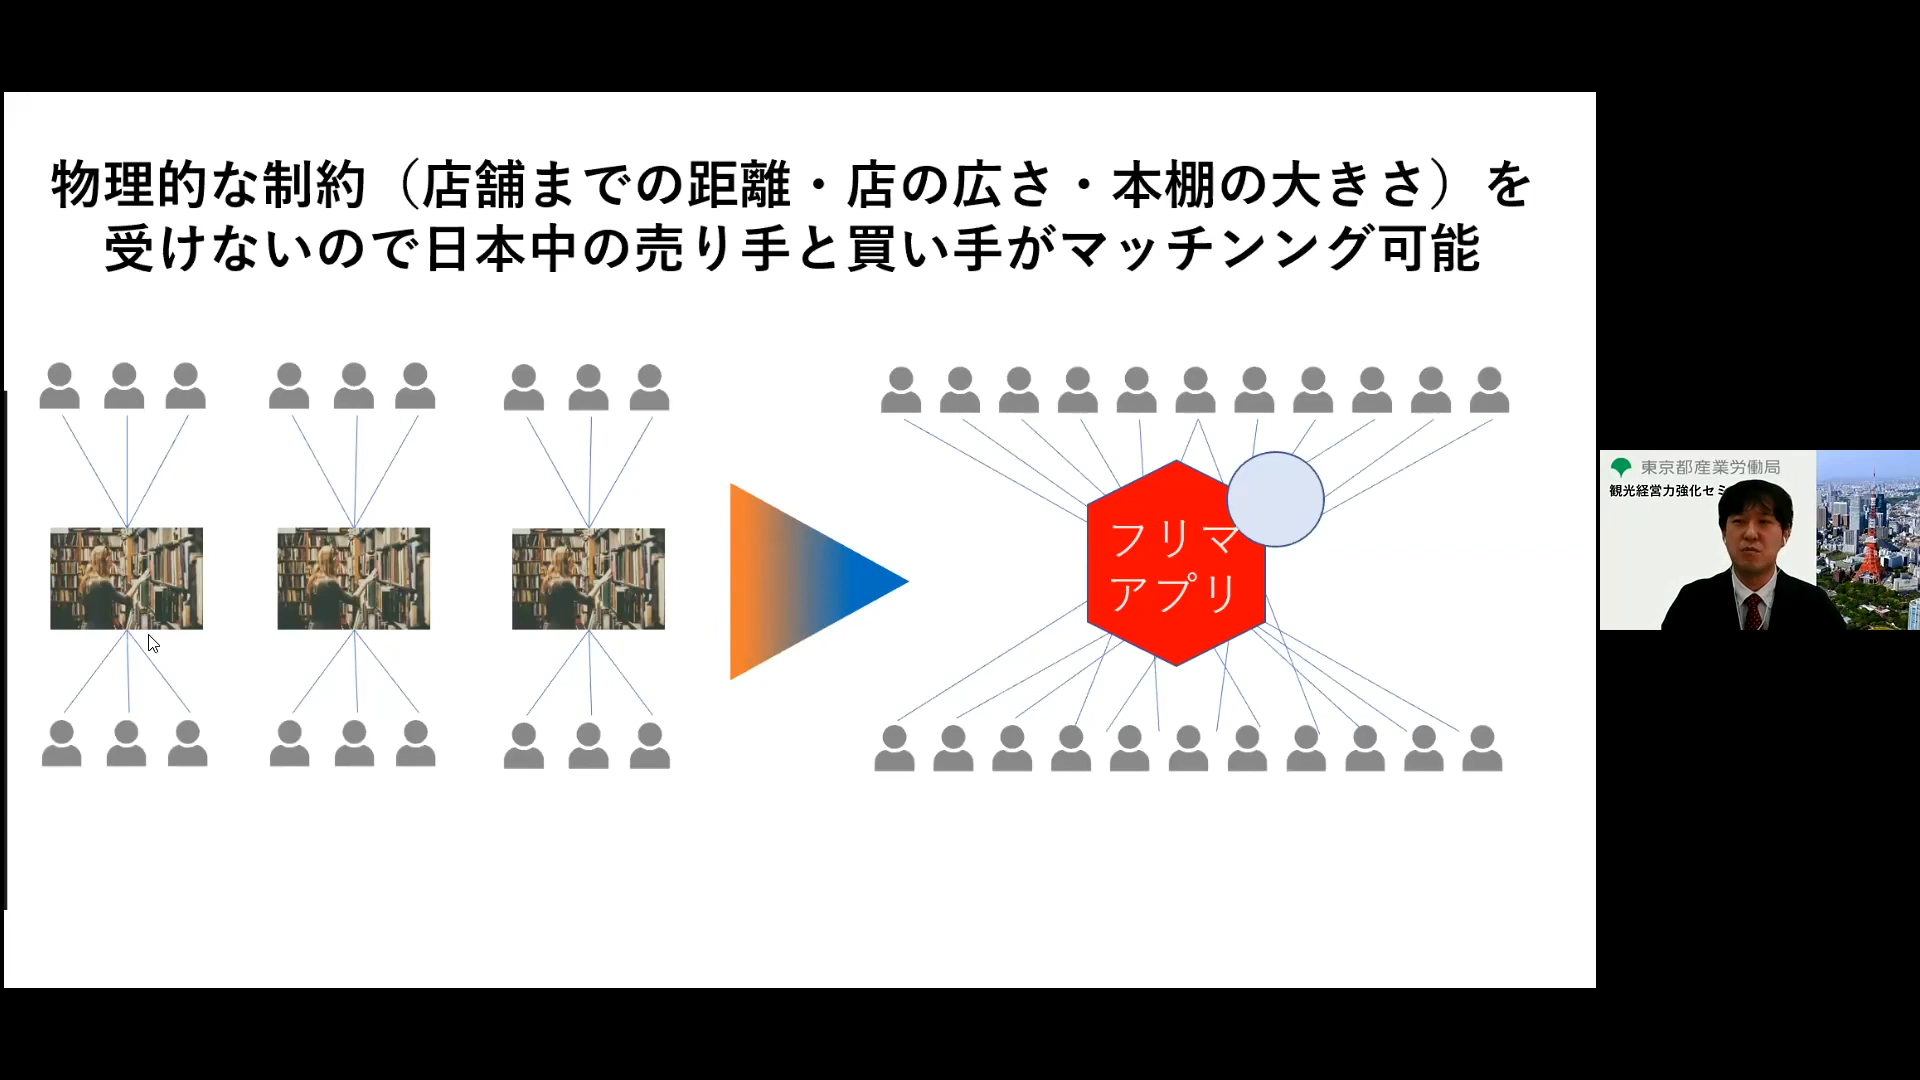 物理的な制約（店舗までの距離・店の広さ・本棚の大きさ）を
受けないので日本中の売り手と買い手がマッチンング可能
フリマ
アプリ
東京都産業労働局
観光経営力強化セミ